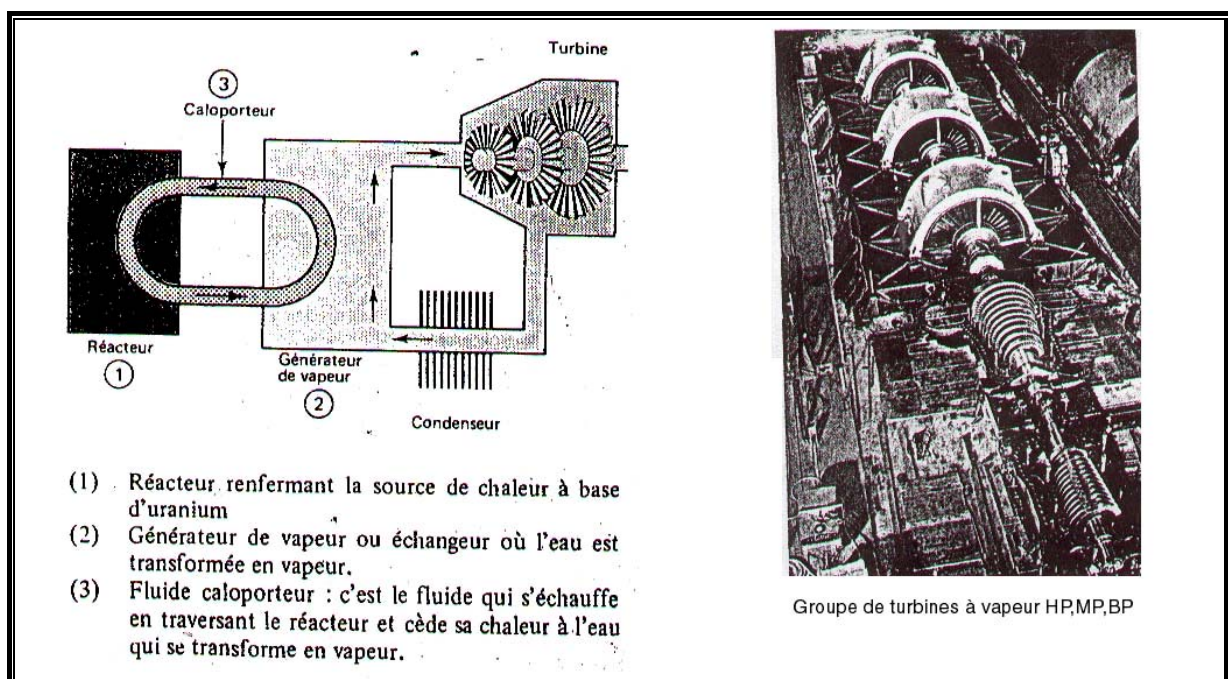 Turbine
③
Caloporteur
Réacteur
①
Générateur
de vapeur
②
Condenseur
(1) Réacteur renfermant la source de chaleur à base
d'uranium
(2) Générateur de vapeur ou échangeur où l'eau est
transformée en vapeur.
(3) Fluide caloporteur : c'est le fluide qui s'échauffe
en traversant le réacteur et cède sa chaleur à l'eau
qui se transforme en vapeur.
Groupe de turbines à vapeur HP,MP,BP